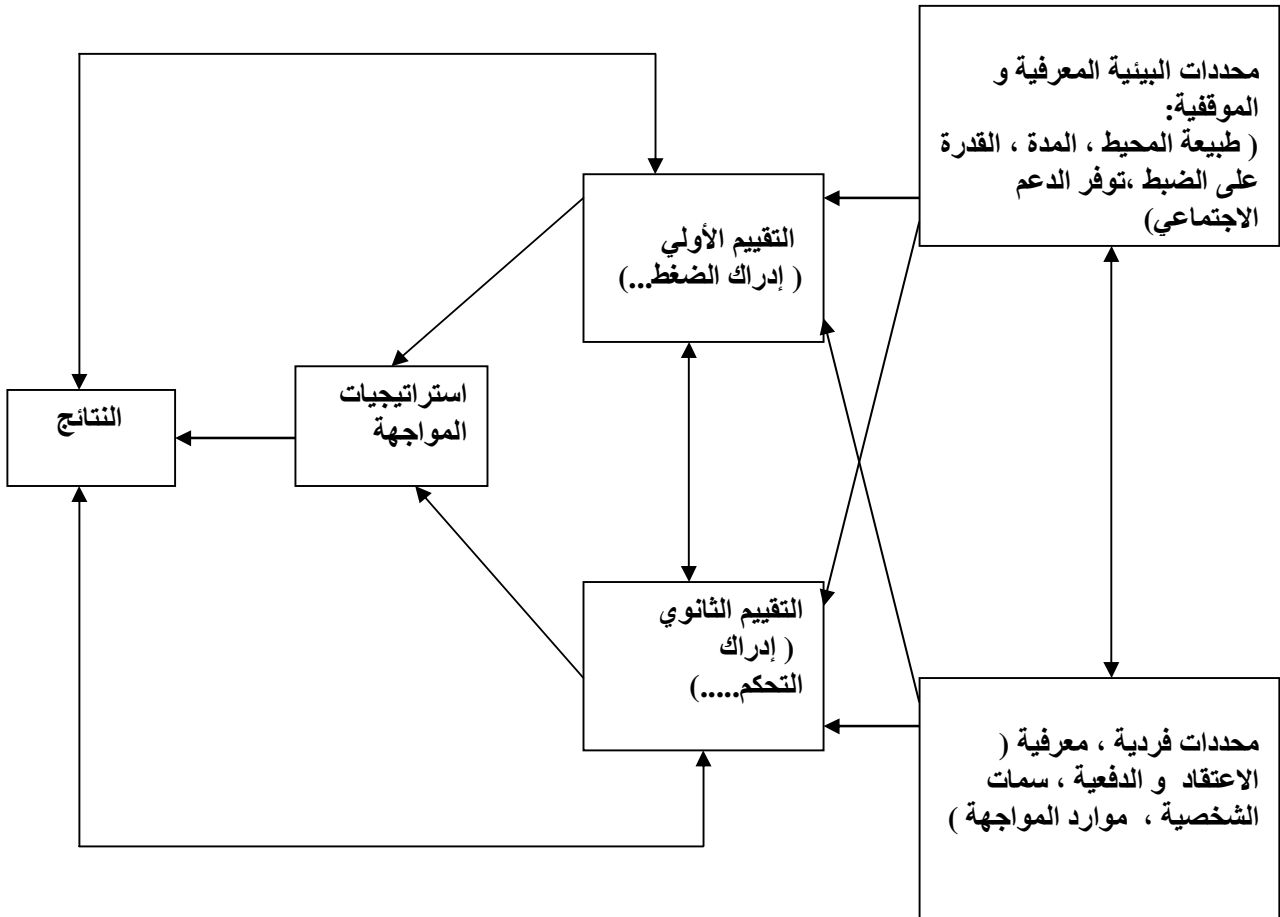 محددات البيئية المعرفية و
الموقفية:
( طبيعة المحيط ، المدة ، القدرة
على الضبط ،توفر الدعم
الاجتماعي)
التقييم الأولي
( إدراك الضغط...)
استراتيجيات
المواجهة
النتائج
التقييم الثانوي
( إدراك
التحكم.....)
محددات فردية ، معرفية (
الاعتقاد و الدفعية ، سمات
الشخصية ، موارد المواجهة )